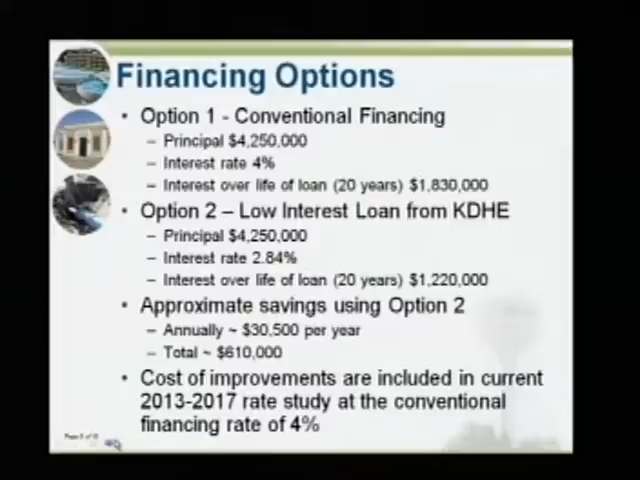 Financing Options
• Option 1 - Conventional Financing
– Principal $4,250,000
– Interest rate 4%
– Interest over life of loan (20 years) $1,830,000
• Option 2 – Low Interest Loan from KDHE
– Principal $4,250,000
– Interest rate 2.84%
– Interest over life of loan (20 years) $1,220,000
• Approximate savings using Option 2
– Annually ~ $30,500 per year
– Total ~ $610,000
• Cost of improvements are included in current
2013-2017 rate study at the conventional
financing rate of 4%